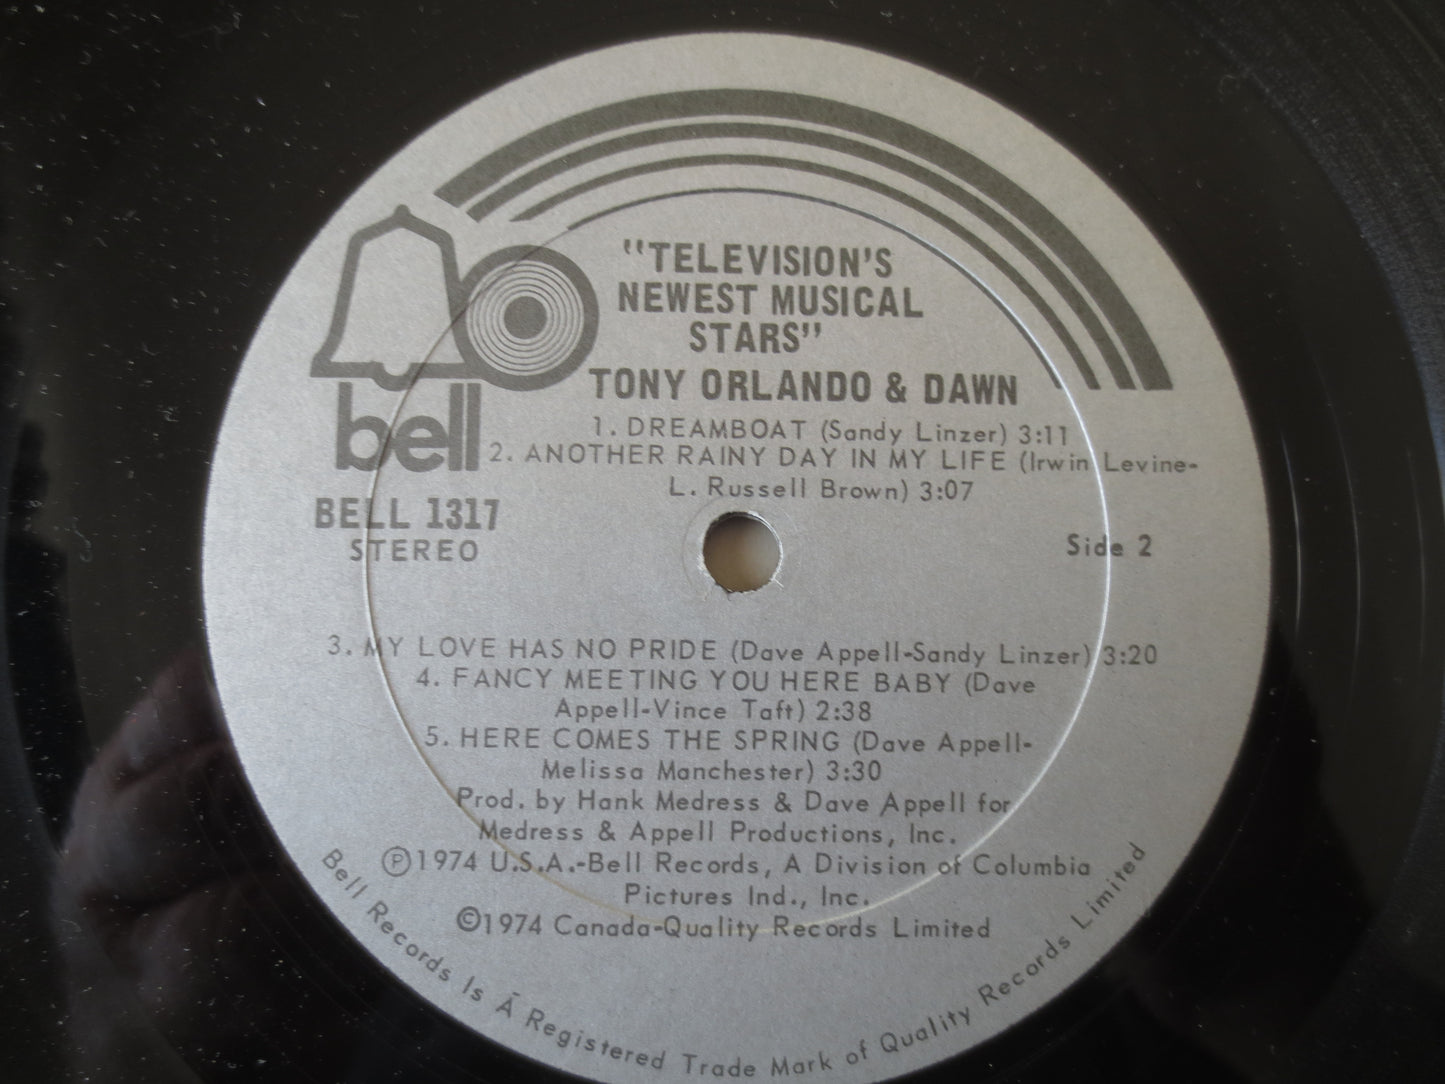 "TELEVISION'S
NEWEST MUSICAL
STARS"
TONY ORLANDO & DAWN
bell
1. DREAMBOAT (Sandy Linzer) 3:11
2. ANOTHER RAINY DAY IN MY LIFE (Irwin Levine-
L. Russell Brown) 3:07
BELL 1317
STEREO
Side 2
3. MY LOVE HAS NO PRIDE (Dave Appell-Sandy Linzer) 3:20
4. FANCY MEETING YOU HERE BABY (Dave
Appell-Vince Taft) 2:38
5. HERE COMES THE SPRING (Dave Appell-
Melissa Manchester) 3:30
Prod. by Hank Medress & Dave Appell for
Medress & Appell Productions, Inc.
Ⓟ1974 U.S.A.-Bell Records, A Division of Columbia
Pictures Ind., Inc.
©1974 Canada-Quality Records Limited
Bell Records Is Ā Registered Trade Mark of Quality Records Limited